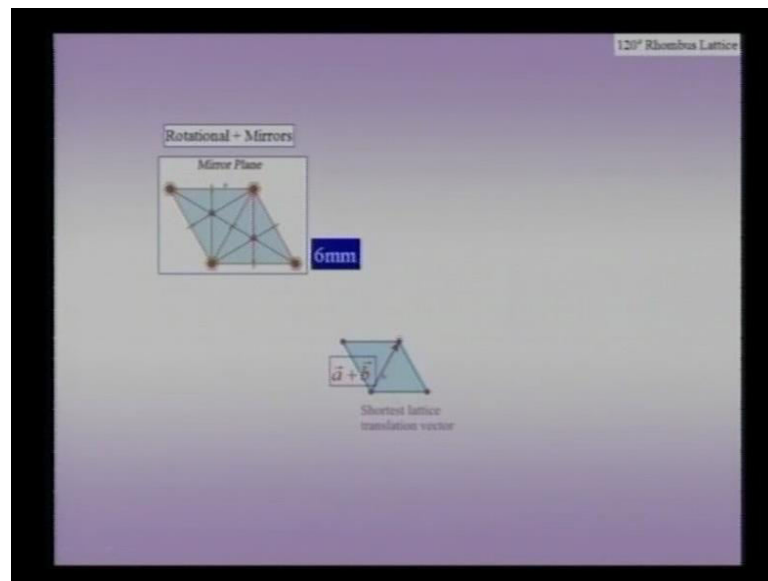 120° Rhombus Lattice
Rotational + Mirrors
Mirror Plane
6mm
a⃗ + b⃗
Shortest lattice
translation vector